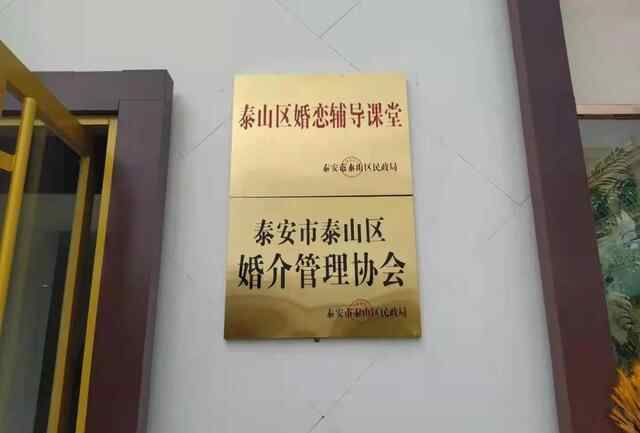 泰山区婚恋辅导课堂
泰安市泰山区民政局
泰安市泰山区
婚介管理协会
泰安市泰山区民政局